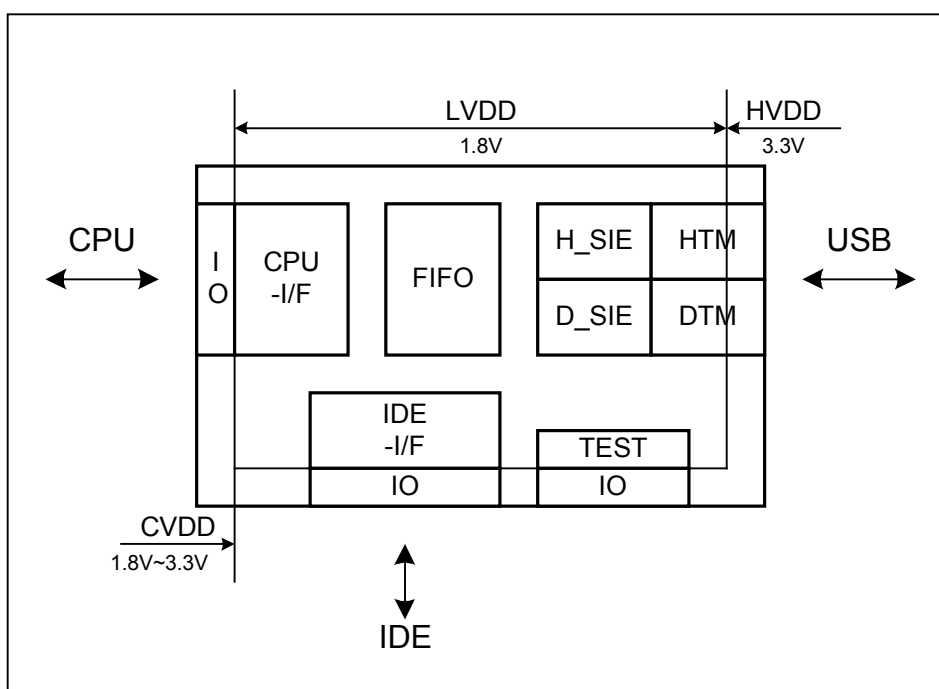 LVDD
HVDD
1.8V
3.3V
CPU
I
O
CPU
-I/F
FIFO
H_SIE
HTM
D_SIE
DTM
USB
IDE
-I/F
IO
TEST
IO
CVDD
1.8V~3.3V
IDE